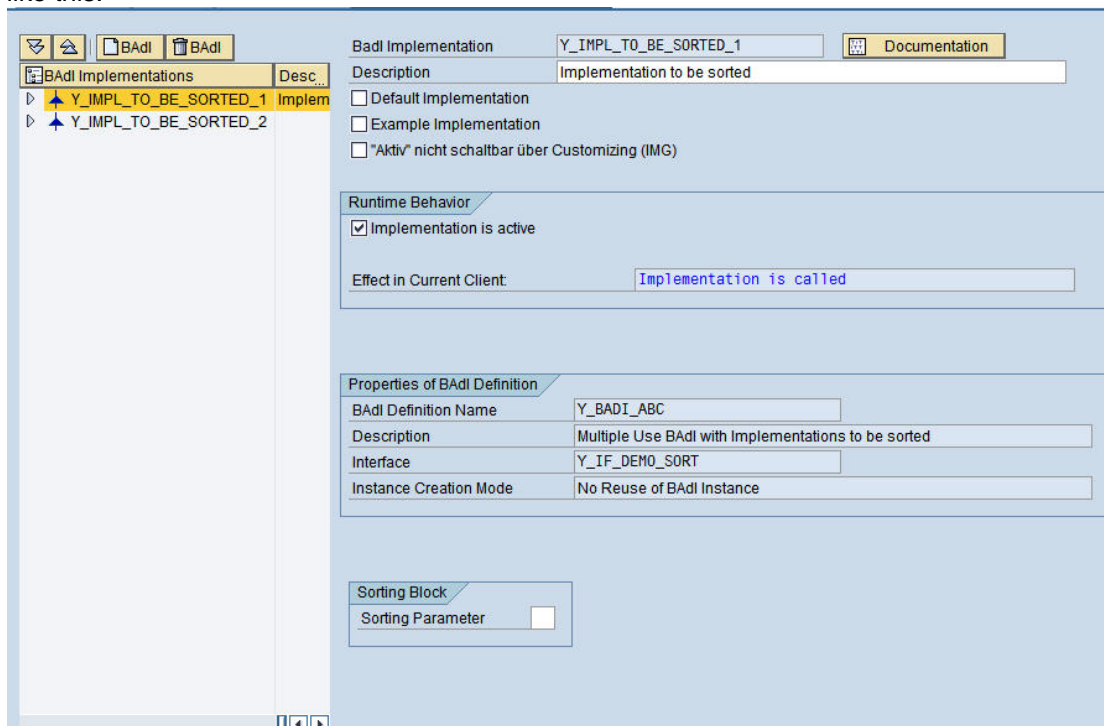 BAdI BAdI
BAdI Implementations Desc...
Y_IMPL_TO_BE_SORTED_1 Implem
Y_IMPL_TO_BE_SORTED_2
BadI Implementation Y_IMPL_TO_BE_SORTED_1 Documentation
Description Implementation to be sorted
Default Implementation
Example Implementation
"Aktiv" nicht schaltbar über Customizing (IMG)
Runtime Behavior
Implementation is active
Effect in Current Client: Implementation is called
Properties of BAdI Definition
BAdI Definition Name Y_BADI_ABC
Description Multiple Use BAdI with Implementations to be sorted
Interface Y_IF_DEMO_SORT
Instance Creation Mode No Reuse of BAdI Instance
Sorting Block
Sorting Parameter